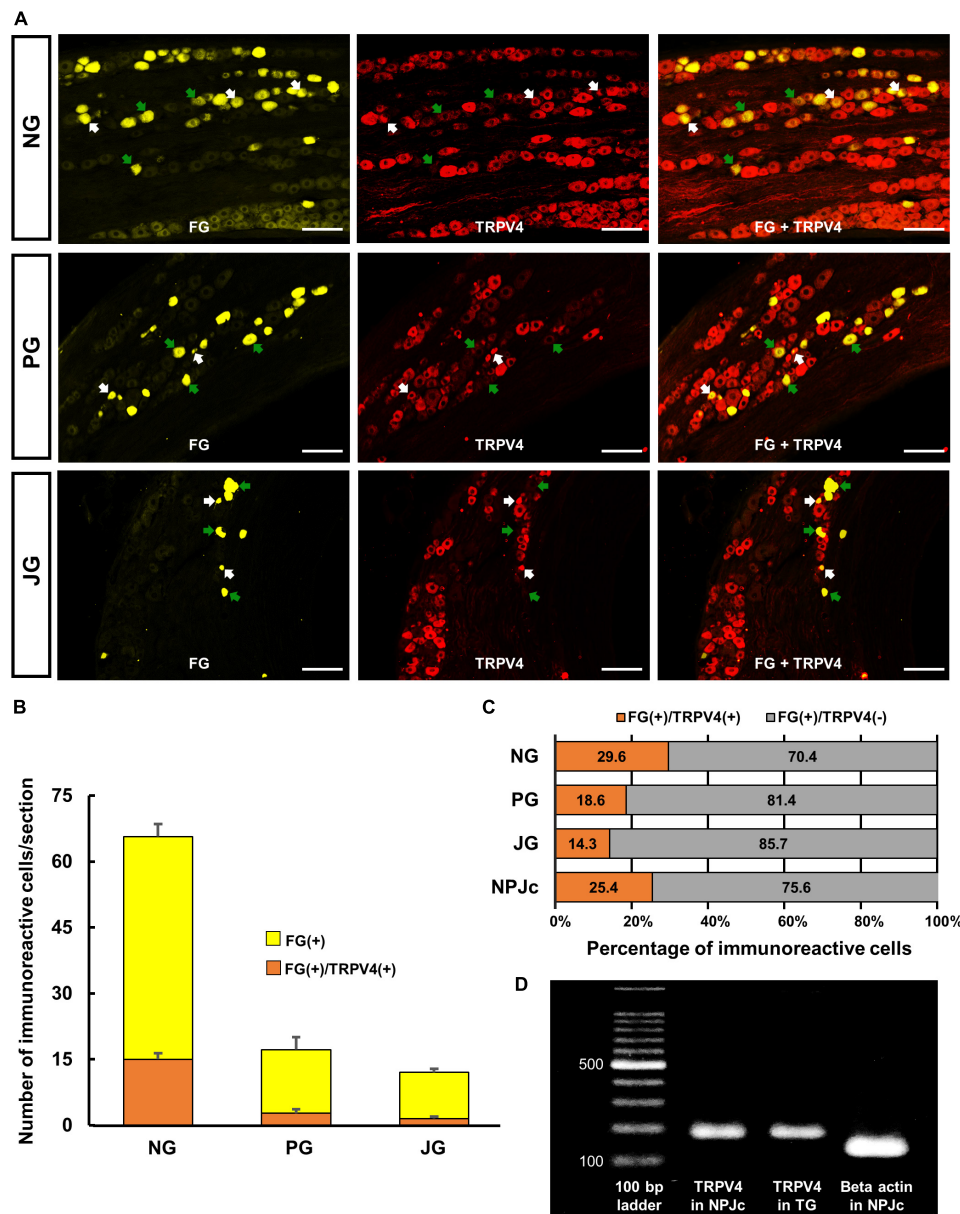 A
NG
FG
TRPV4
FG + TRPV4
PG
FG
TRPV4
FG + TRPV4
JG
FG
TRPV4
FG + TRPV4
B
Number of immunoreactive cells/section
75
60
45
30
15
0
FG(+)
FG(+)/TRPV4(+)
NG PG JG
C
FG(+)/TRPV4(+) FG(+)/TRPV4(-)
NG 29.6 70.4
PG 18.6 81.4
JG 14.3 85.7
NPJc 25.4 75.6
0% 20% 40% 60% 80% 100%
Percentage of immunoreactive cells
D
500
100
100 bp ladder
TRPV4 in NPJc
TRPV4 in TG
Beta actin in NPJc